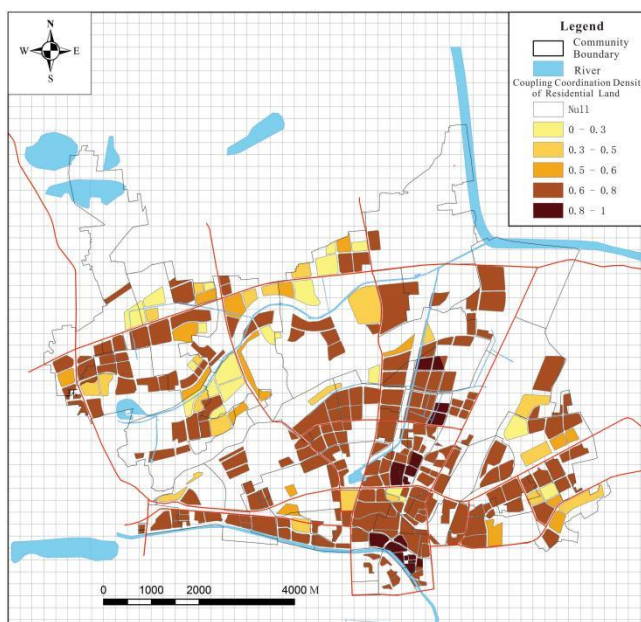 N
W E
S
Legend
Community
Boundary
River
Coupling Coordination Densit
of Residential Land
Null
0 - 0.3
0.3 - 0.5
0.5 - 0.6
0.6 - 0.8
0.8 - 1
0 1000 2000 4000 M